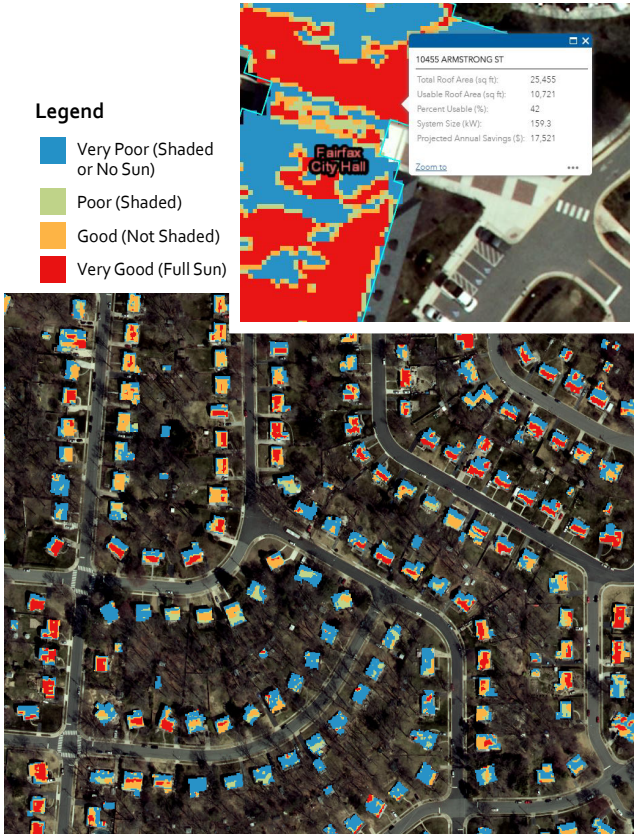 Legend
Very Poor (Shaded
or No Sun)
Poor (Shaded)
Good (Not Shaded)
Very Good (Full Sun)
10455 ARMSTRONG ST
Total Roof Area (sq ft): 25,455
Usable Roof Area (sq ft): 10,721
Percent Usable (%): 42
System Size (kW): 159.3
Projected Annual Savings ($): 17,521
Zoom to
Fairfax
City Hall